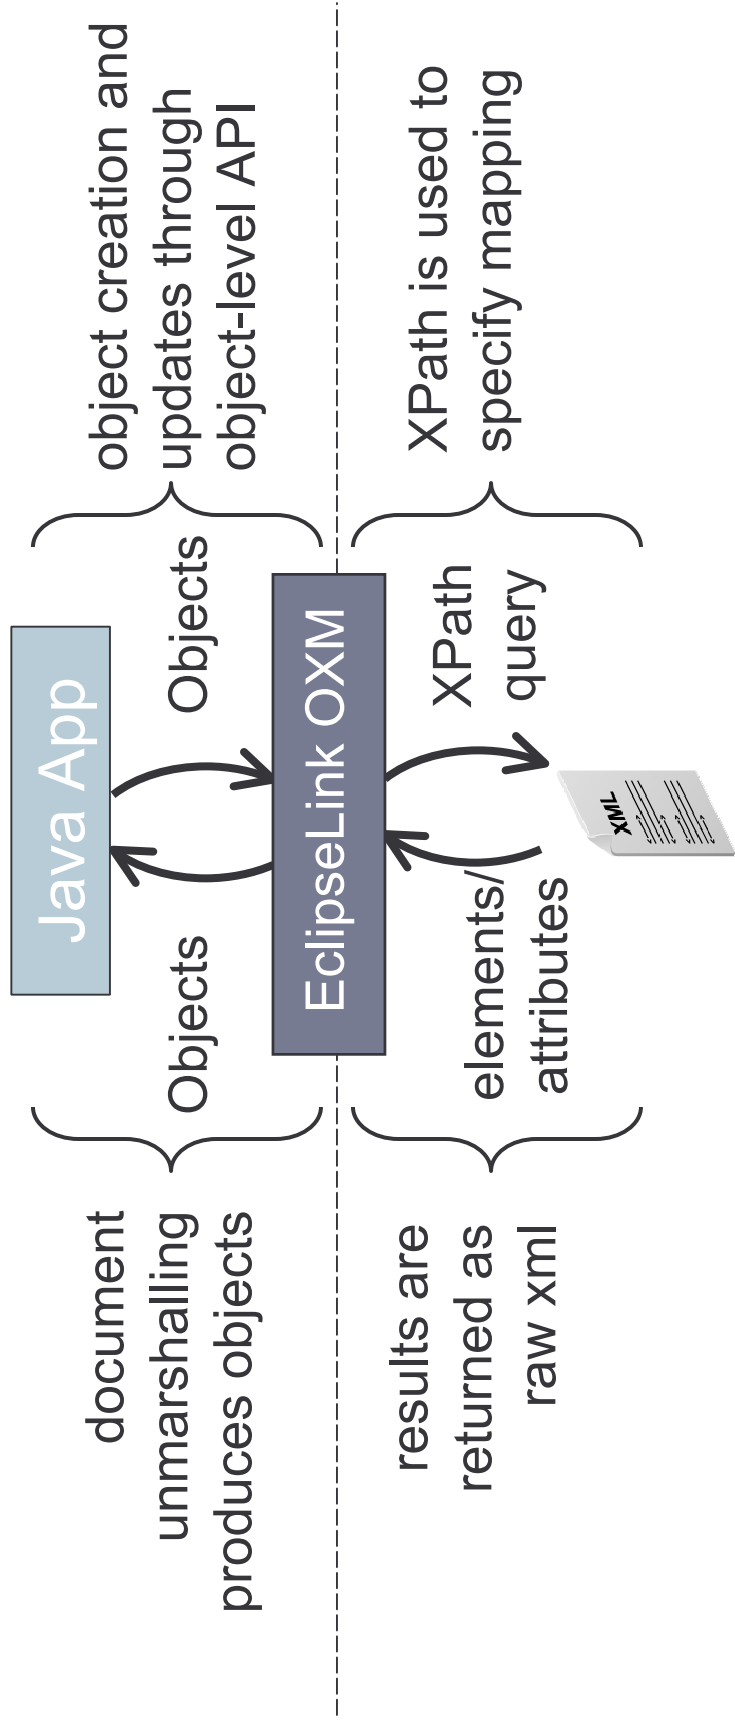 Java App
document
unmarshalling
produces objects
Objects
Objects
object creation and
updates through
object-level API
EclipseLink OXM
results are
returned as
raw xml
elements/
attributes
XPath
query
XPath is used to
specify mapping
XML